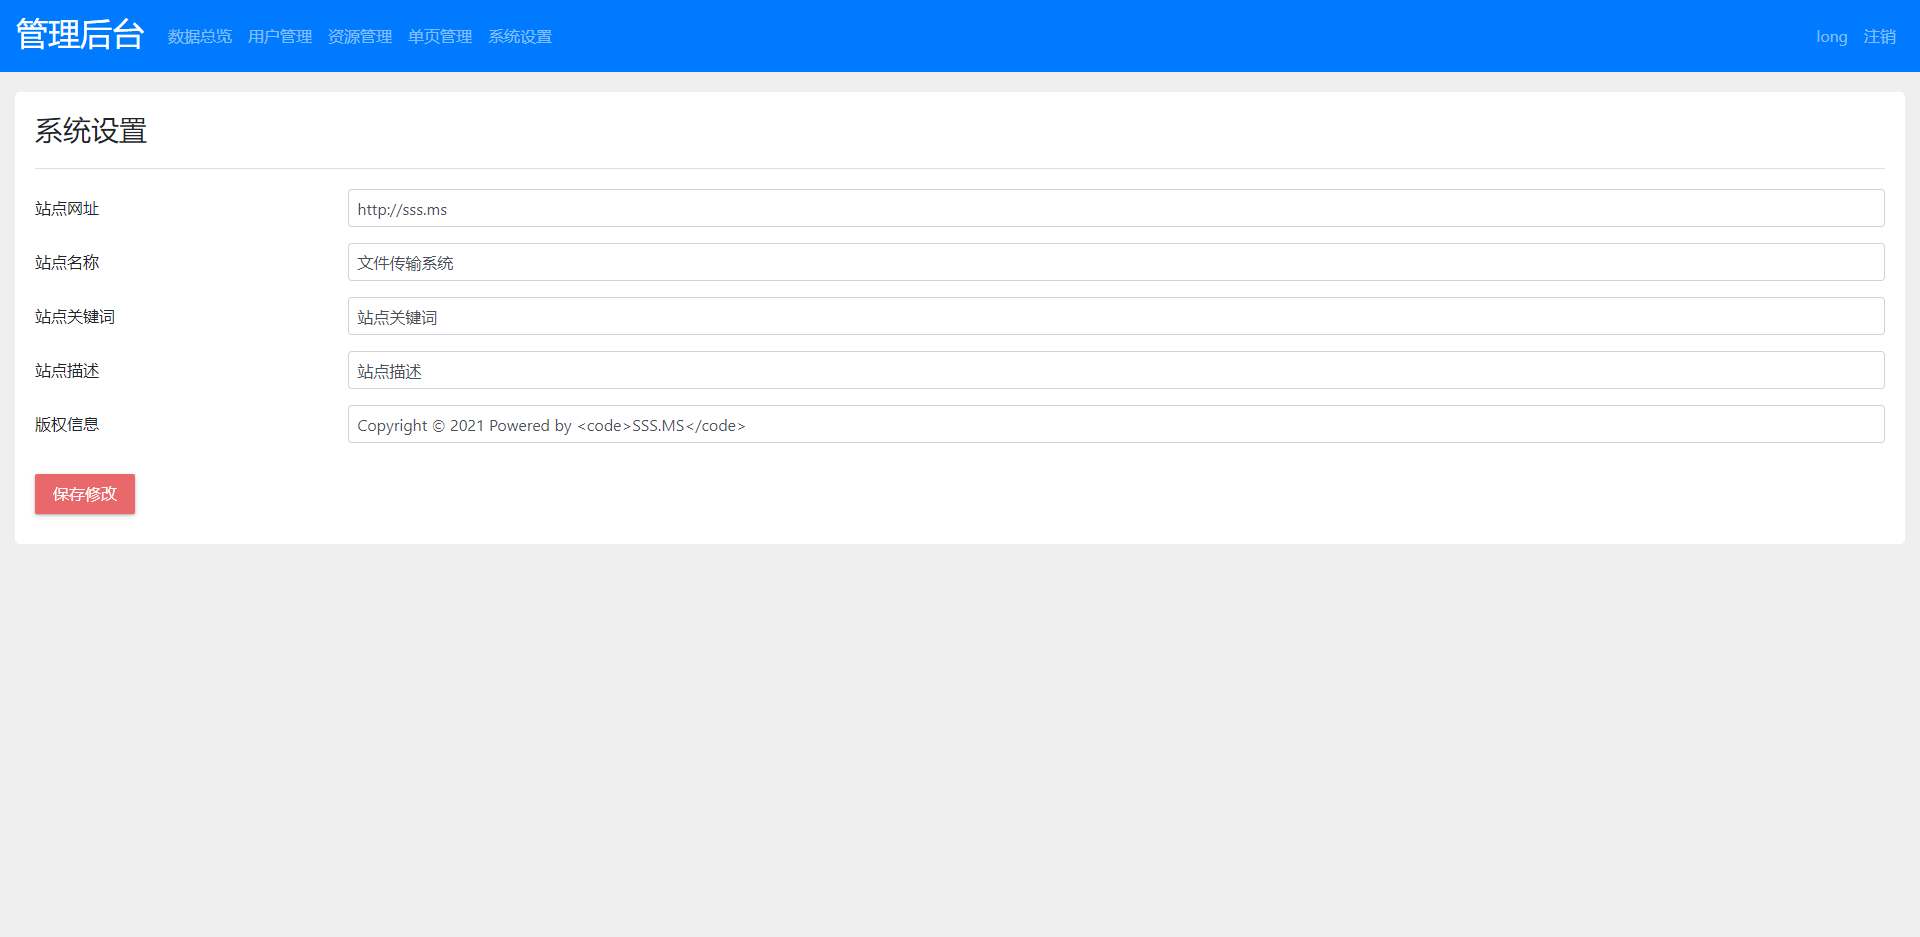 管理后台 数据总览 用户管理 资源管理 单页管理 系统设置 long 注销
系统设置
站点网址 http://sss.ms
站点名称 文件传输系统
站点关键词 站点关键词
站点描述 站点描述
版权信息 Copyright © 2021 Powered by <code>SSS.MS</code>
保存修改